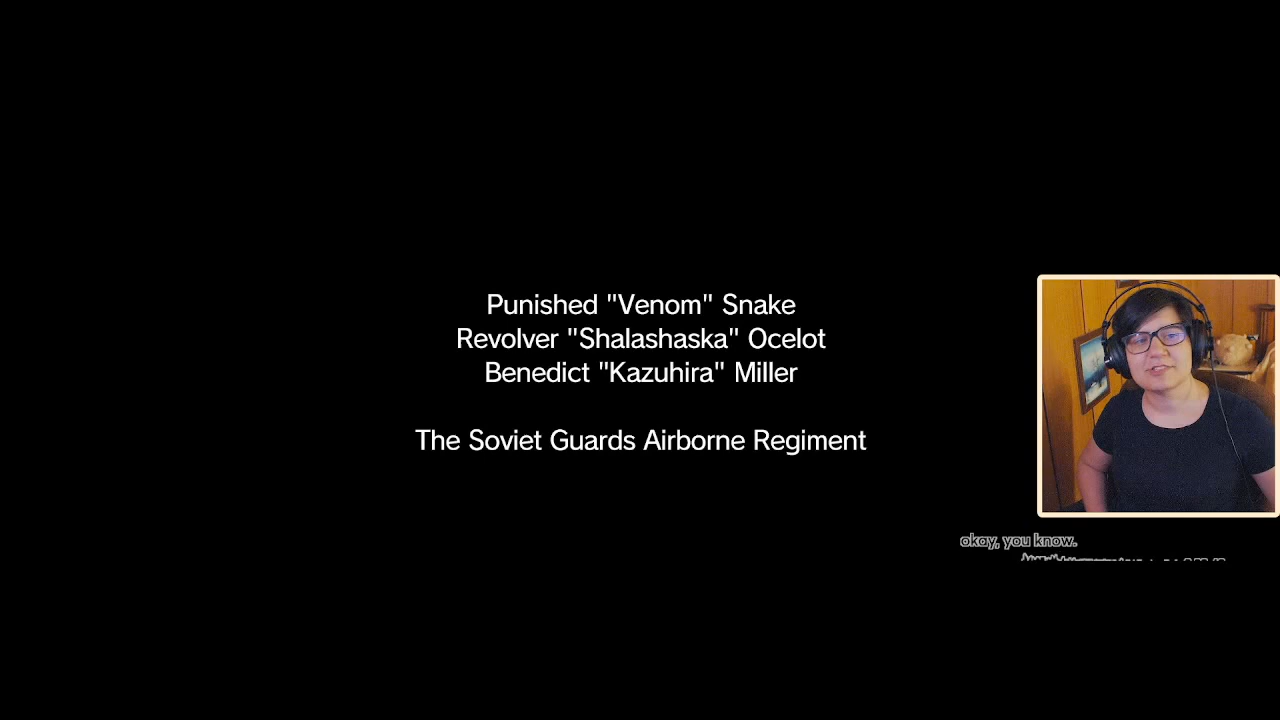 Punished "Venom" Snake
Revolver "Shalashaska" Ocelot
Benedict "Kazuhira" Miller
The Soviet Guards Airborne Regiment
okay, you know.